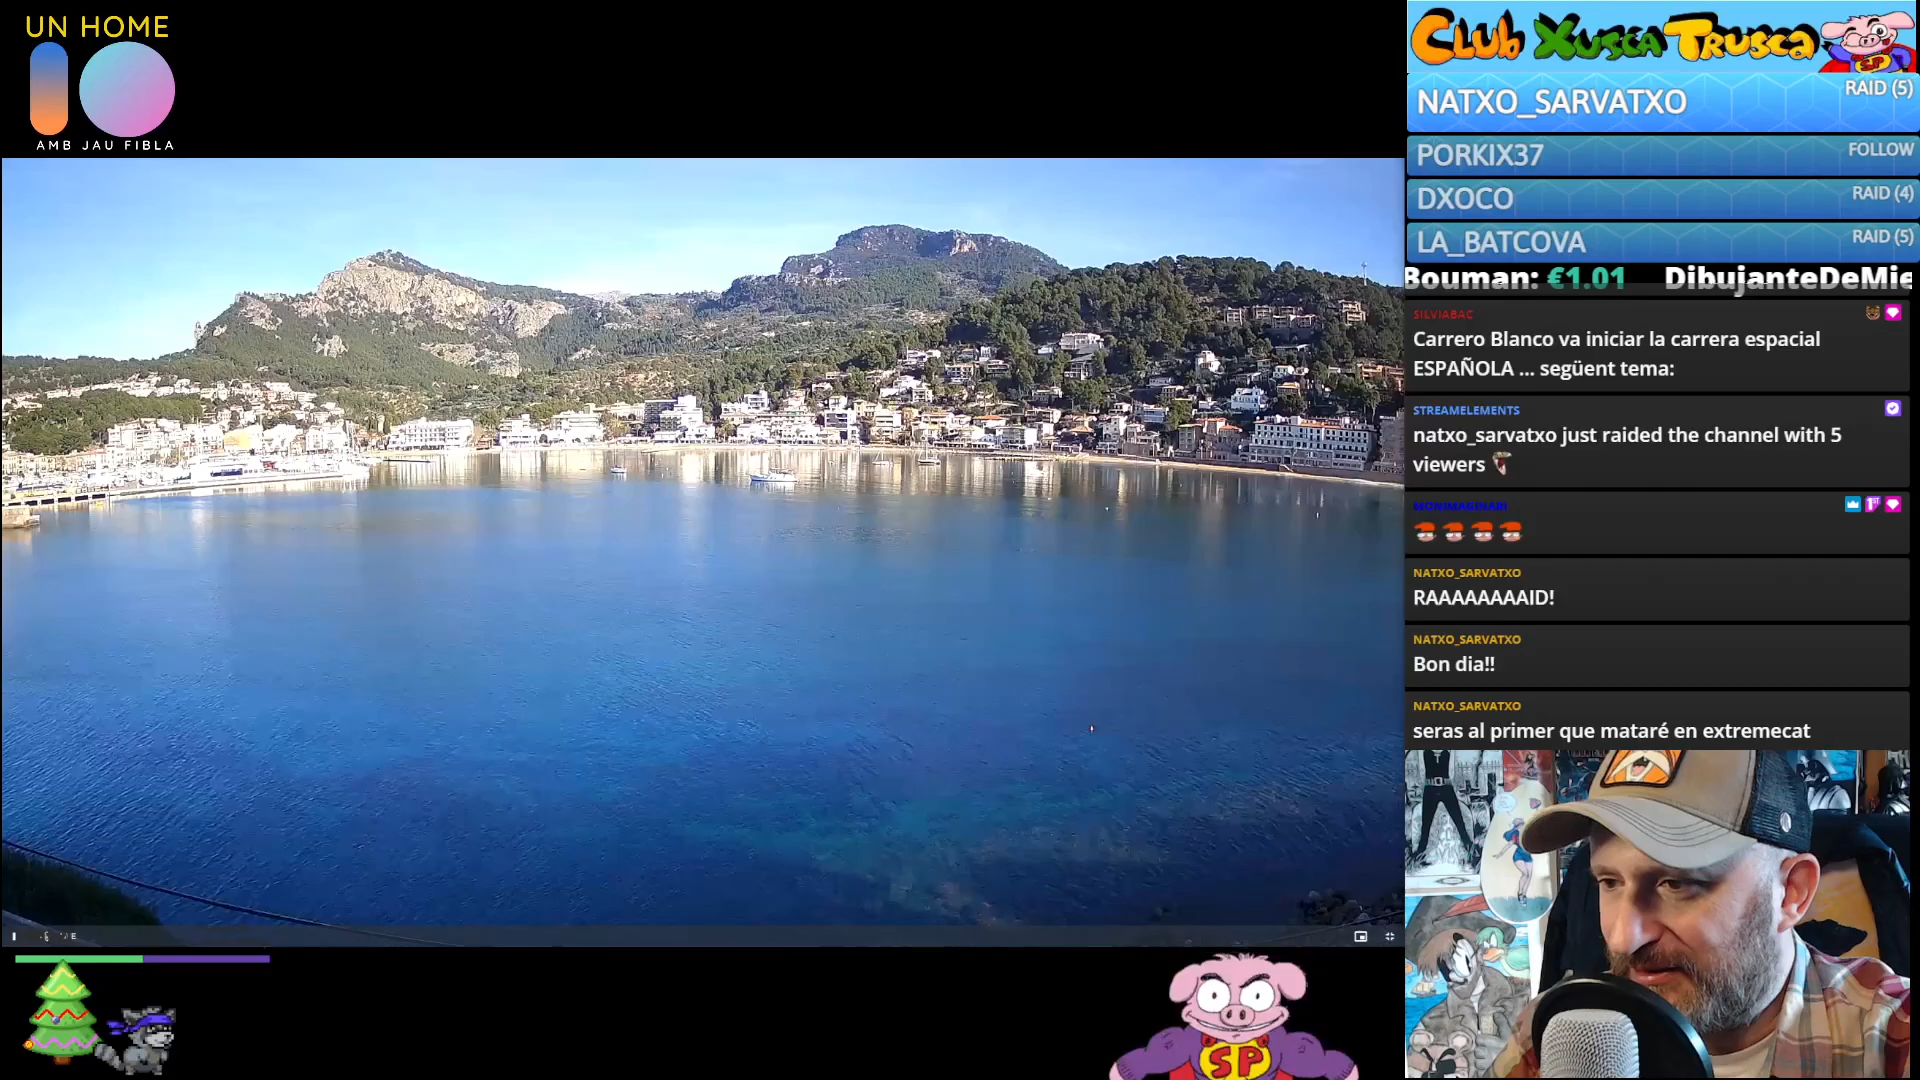 UN HOME
10
AMB JAU FIBLA
Club Xusca Trusca
SP
NATXO_SARVATXO
RAID (5)
PORKIX37
FOLLOW
DXOCO
RAID (4)
LA_BATCOVA
RAID (5)
Bouman: €1.01 DibujanteDeMie
SILVIABAC
Carrero Blanco va iniciar la carrera espacial
ESPAÑOLA ... següent tema:
STREAMELEMENTS
natxo_sarvatxo just raided the channel with 5
viewers
NATXO_SARVATXO
RAAAAAAAAID!
NATXO_SARVATXO
Bon dia!!
NATXO_SARVATXO
seras al primer que mataré en extremecat
SP